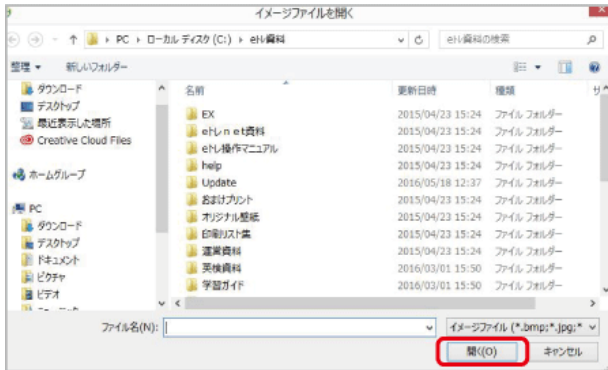 イメージファイルを開く
PC ▸ ローカル ディスク (C:) ▸ eトレ資料
eトレ資料の検索
整理 ▾ 新しいフォルダー
ダウンロード
デスクトップ
最近表示した場所
Creative Cloud Files
ホームグループ
PC
ダウンロード
デスクトップ
ドキュメント
ピクチャ
ビデオ
名前 更新日時 種類
EX 2015/04/23 15:24 ファイル フォルダー
eトレｎｅｔ資料 2015/04/23 15:24 ファイル フォルダー
eトレ操作マニュアル 2015/04/23 15:24 ファイル フォルダー
help 2015/04/23 15:24 ファイル フォルダー
Update 2016/05/18 12:37 ファイル フォルダー
おまけプリント 2015/04/23 15:24 ファイル フォルダー
オリジナル壁紙 2015/04/23 15:24 ファイル フォルダー
印刷リスト集 2015/04/23 15:24 ファイル フォルダー
運営資料 2015/04/23 15:24 ファイル フォルダー
英検資料 2016/03/01 15:50 ファイル フォルダー
学習ガイド 2016/03/01 15:50 ファイル フォルダー
ファイル名(N):
イメージファイル (*.bmp;*.jpg;*
開く(O) キャンセル